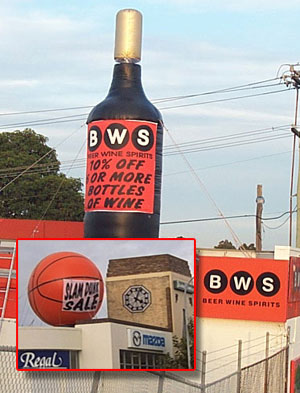 BWS
BEER WINE SPIRITS
10% OFF
6 OR MORE
BOTTLES
OF WINE
BWS
BEER WINE SPIRITS
SLAM DUNK
SALE
mazda
Regal